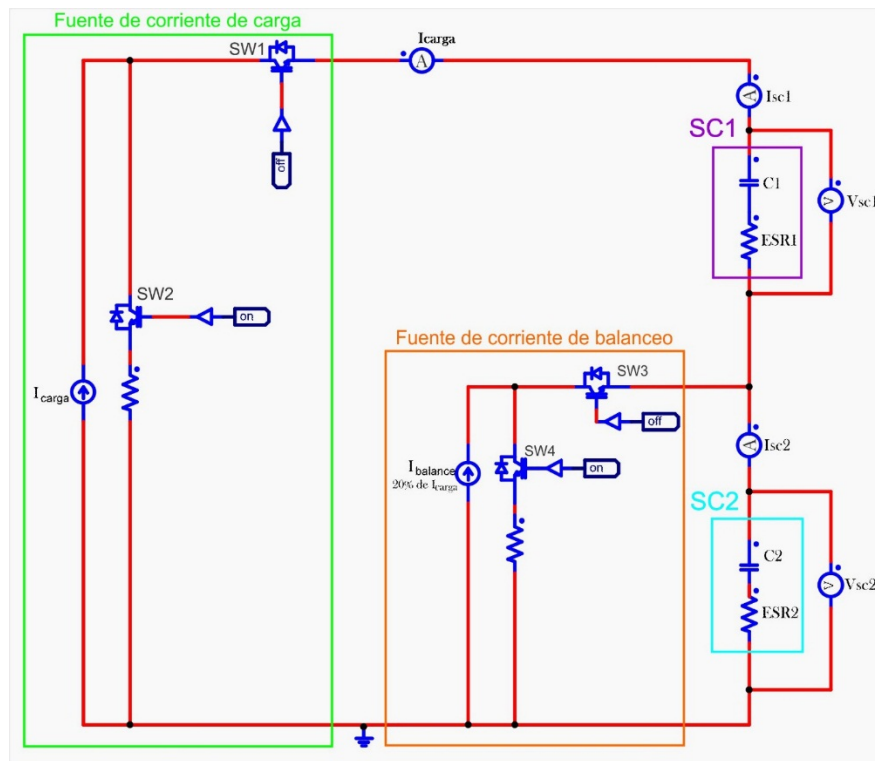 Fuente de corriente de carga
SW1
Icarga
A
off
A
Isc1
SC1
C1
V
Vsc1
ESR1
SW2
on
Fuente de corriente de balanceo
SW3
Icarga
off
A
Isc2
SW4
Ibalance
on
20% de Icarga
SC2
C2
V
Vsc2
ESR2